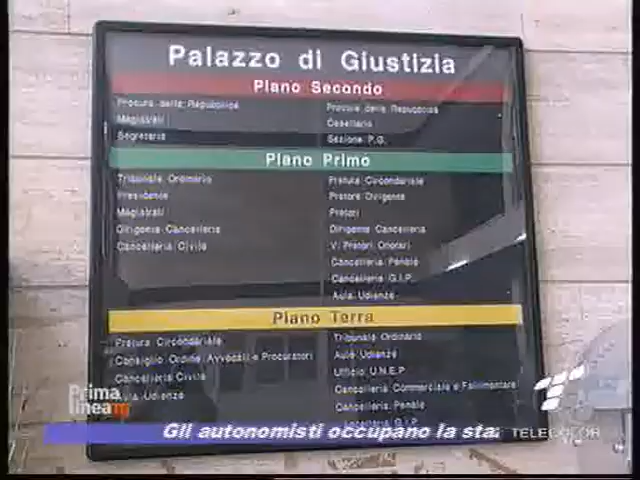 Palazzo di Giustizia
Piano Secondo
Procura della Repubblica
Magistrati
Segreteria
Procura della Repubblica
Casellario
Sezione P.G.
Piano Primo
Tribunale Ordinario
Presidente
Magistrati
Dirigente Cancelleria
Cancelleria Civile
Pretura Circondariale
Pretore Dirigente
Pretori
Dirigente Cancelleria
V. Pretori Onorari
Cancelleria Penale
Cancelleria G.I.P.
Aula Udienze
Piano Terra
Pretura Circondariale
Consiglio Ordine Avvocati e Procuratori
Cancelleria Civile
Aula Udienze
Tribunale Ordinario
Aula Udienze
Ufficio U.N.E.P.
Cancelleria Commerciale e Fallimentare
Cancelleria Penale
Cancelleria G.I.P.
Prima
linea
Gli autonomisti occupano la sta.
TELECOLOR